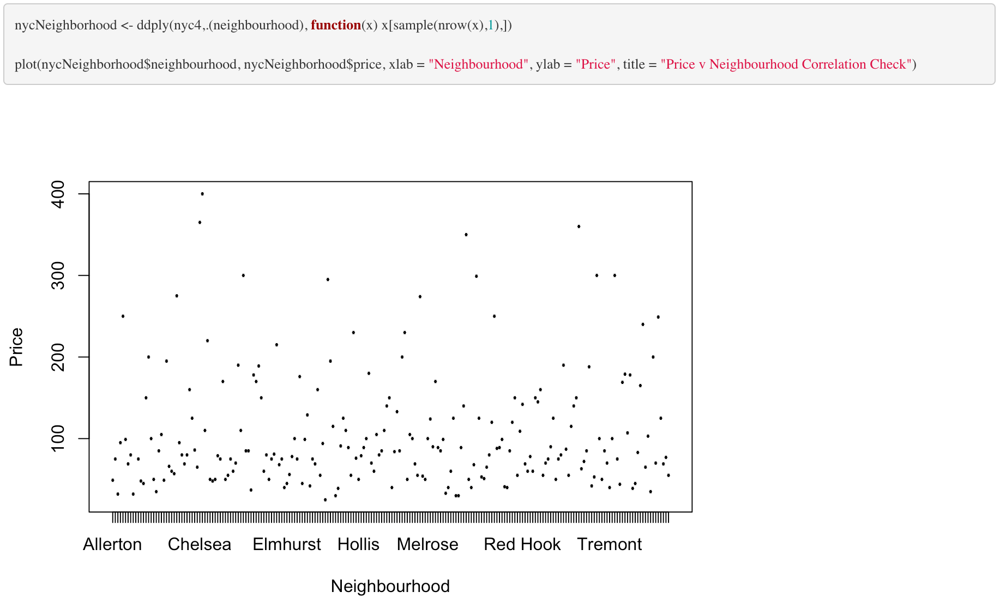 nycNeighborhood <- ddply(nyc4,.(neighbourhood), function(x) x[sample(nrow(x),1),])
plot(nycNeighborhood$neighbourhood, nycNeighborhood$price, xlab = "Neighbourhood", ylab = "Price", title = "Price v Neighbourhood Correlation Check")
400
300
200
100
Price
Allerton Chelsea Elmhurst Hollis Melrose Red Hook Tremont
Neighbourhood